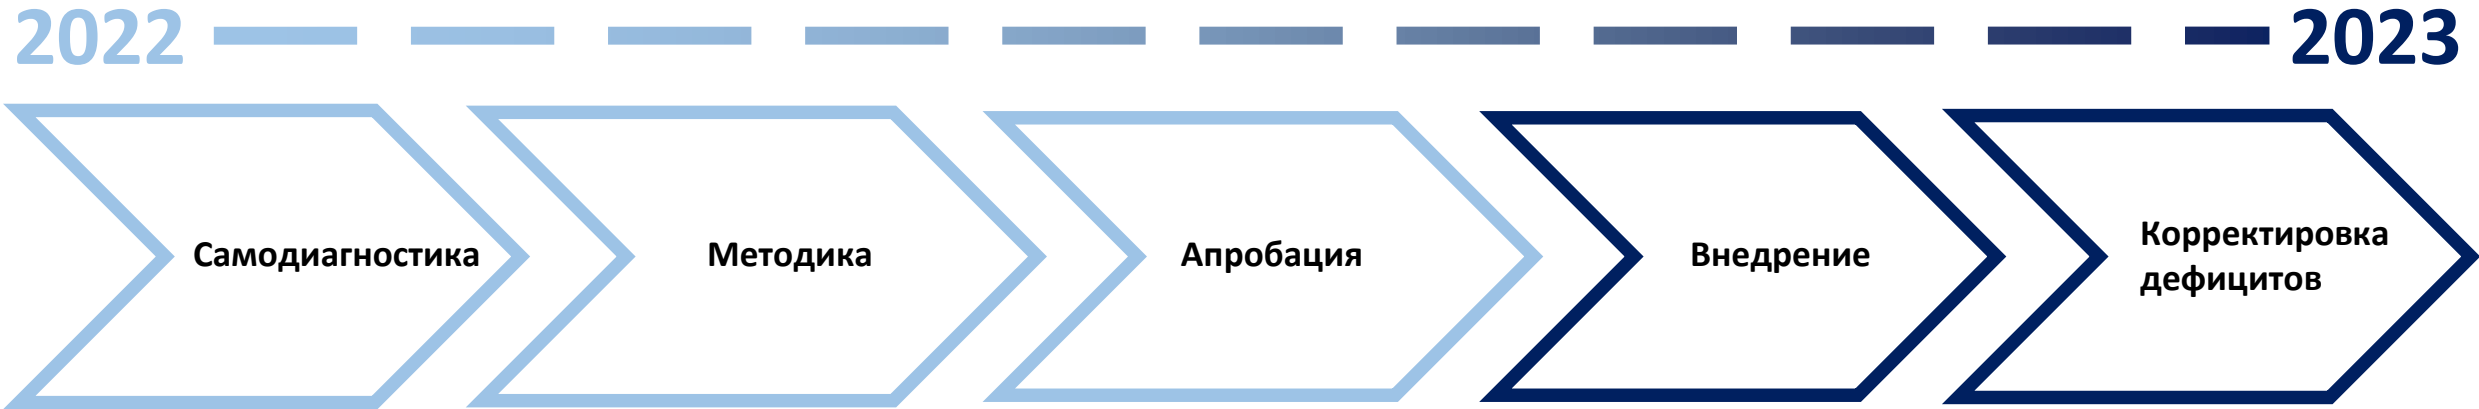 2022
2023
Самодиагностика
Методика
Апробация
Внедрение
Корректировка
дефицитов